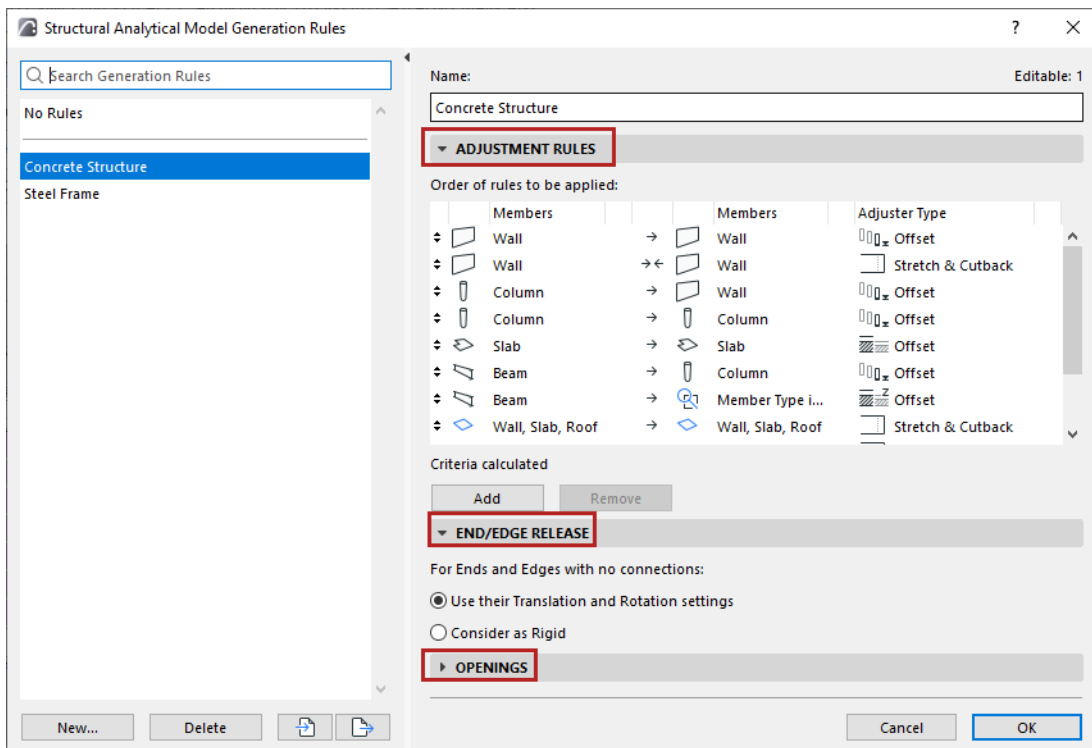 Structural Analytical Model Generation Rules
?
Search Generation Rules
No Rules
Concrete Structure
Steel Frame
New...
Delete
Name:
Editable: 1
Concrete Structure
ADJUSTMENT RULES
Order of rules to be applied:
Members Members Adjuster Type
Wall → Wall Offset
Wall →← Wall Stretch & Cutback
Column → Wall Offset
Column → Column Offset
Slab → Slab Offset
Beam → Column Offset
Beam → Member Type i... Z Offset
Wall, Slab, Roof → Wall, Slab, Roof Stretch & Cutback
Criteria calculated
Add Remove
END/EDGE RELEASE
For Ends and Edges with no connections:
Use their Translation and Rotation settings
Consider as Rigid
OPENINGS
Cancel OK